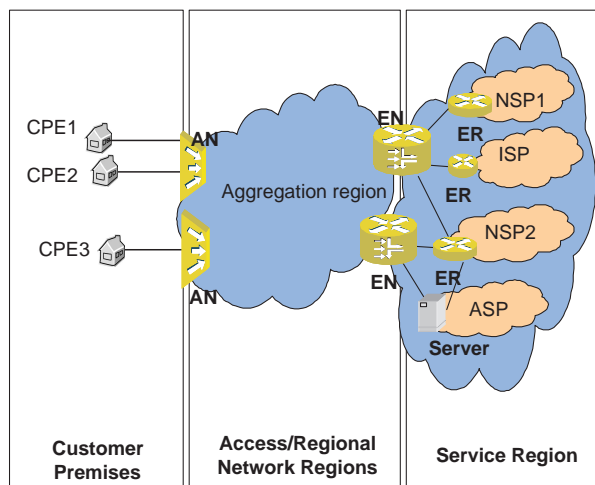 CPE1
CPE2
CPE3
AN
AN
Aggregation region
EN
EN
NSP1
ER
ISP
ER
NSP2
ER
ASP
Server
Customer
Premises
Access/Regional
Network Regions
Service Region